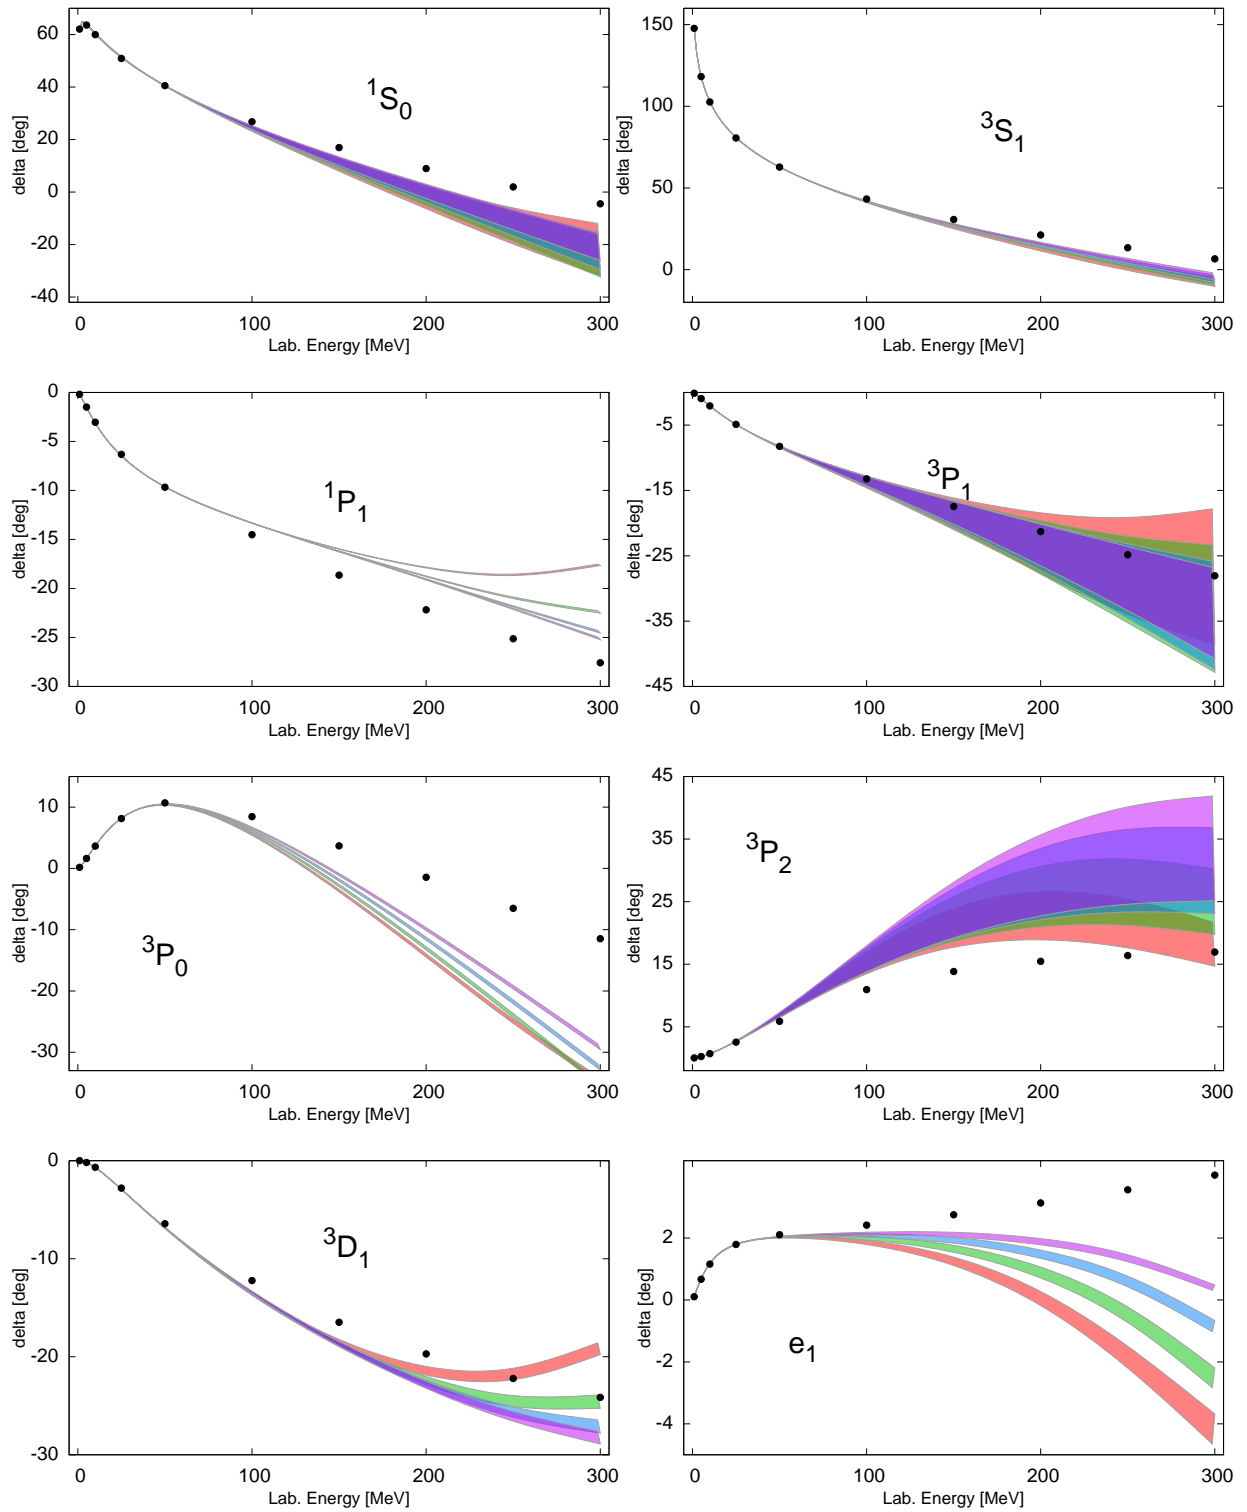 60
40
20
0
-20
-40
delta [deg]
¹S₀
0 100 200 300
Lab. Energy [MeV]
150
100
50
0
delta [deg]
³S₁
0 100 200 300
Lab. Energy [MeV]
0
-5
-10
-15
-20
-25
-30
delta [deg]
¹P₁
0 100 200 300
Lab. Energy [MeV]
-5
-15
-25
-35
-45
delta [deg]
³P₁
0 100 200 300
Lab. Energy [MeV]
10
0
-10
-20
-30
delta [deg]
³P₀
0 100 200 300
Lab. Energy [MeV]
45
35
25
15
5
delta [deg]
³P₂
0 100 200 300
Lab. Energy [MeV]
0
-10
-20
-30
delta [deg]
³D₁
0 100 200 300
Lab. Energy [MeV]
2
0
-2
-4
delta [deg]
e₁
0 100 200 300
Lab. Energy [MeV]